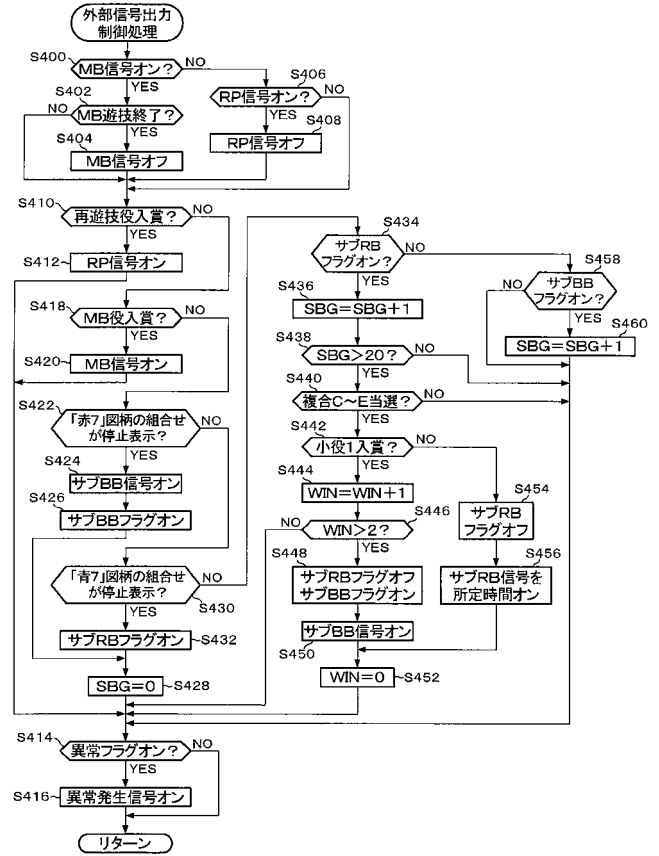 外部信号出力
制御処理
S400
MB信号オン?
NO
YES
S402
NO
MB遊技終了?
YES
S404
MB信号オフ
S406
RP信号オン?
NO
YES
S408
RP信号オフ
S410
再遊技役入賞?
NO
YES
S412
RP信号オン
S418
MB役入賞?
NO
YES
S420
MB信号オン
S422
「赤7」図柄の組合せ
が停止表示?
NO
YES
S424
サブBB信号オン
S426
サブBBフラグオン
「青7」図柄の組合せ
が停止表示?
NO
S430
YES
サブRBフラグオン
S432
SBG=0
S428
S414
異常フラグオン?
NO
YES
S416
異常発生信号オン
リターン
S434
サブRB
フラグオン?
NO
YES
S436
SBG=SBG+1
S438
SBG>20?
NO
YES
S440
複合C~E当選?
NO
YES
S442
小役1入賞?
NO
YES
S444
WIN=WIN+1
NO
WIN>2?
S446
YES
S448
サブRBフラグオフ
サブBBフラグオン
サブBB信号オン
S450
WIN=0
S452
S454
サブRB
フラグオフ
S456
サブRB信号を
所定時間オン
S458
NO
サブBB
フラグオン?
YES
S460
SBG=SBG+1